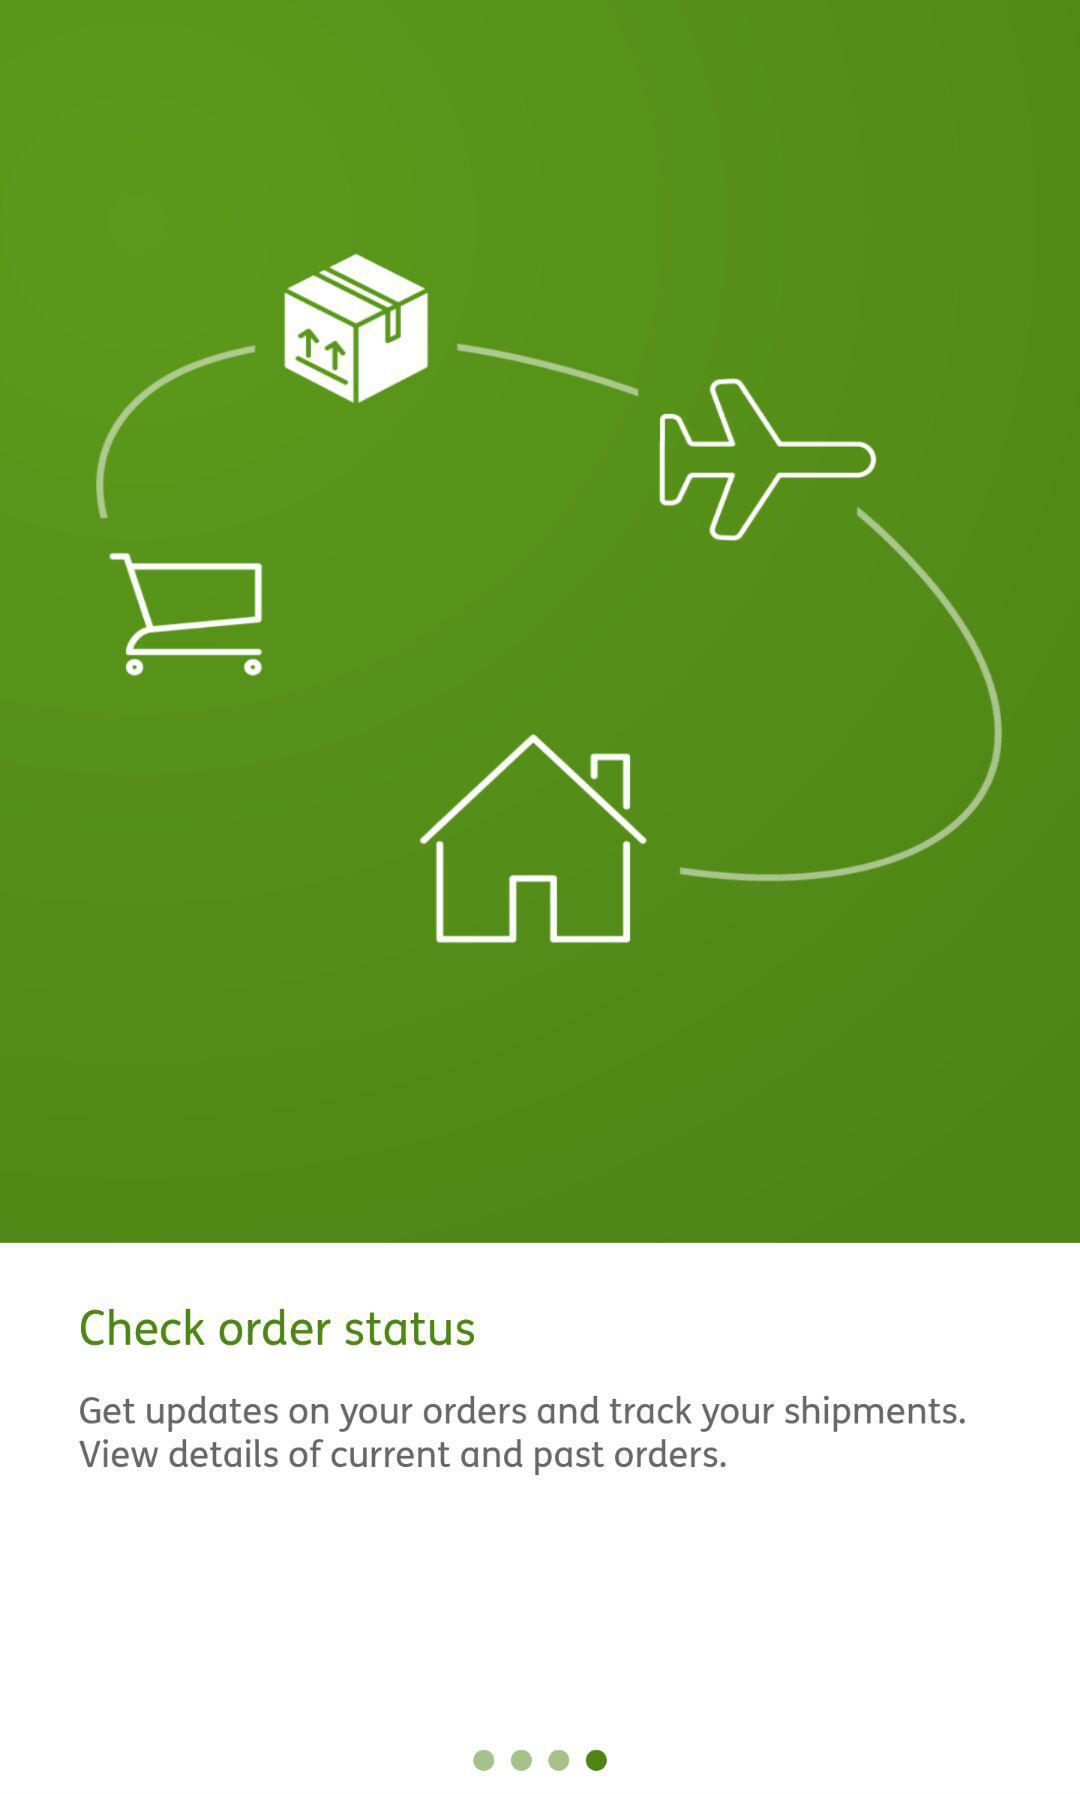 Check order status
Get updates on your orders and track your shipments.
View details of current and past orders.